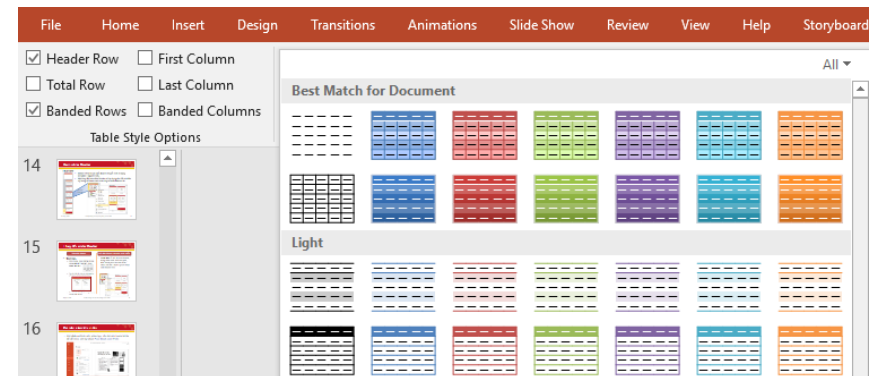 File Home Insert Design Transitions Animations Slide Show Review View Help Storyboard
Header Row First Column
Total Row Last Column
Banded Rows Banded Columns
Table Style Options
All
Best Match for Document
Light
14
15
16